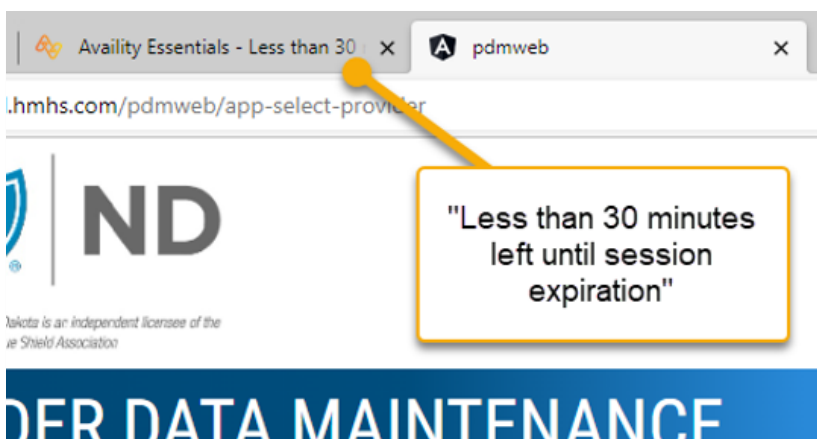 Availity Essentials - Less than 30
pdmweb
.hmhs.com/pdmweb/app-select-provider
ND
®
Dakota is an independent licensee of the
Shield Association
"Less than 30 minutes
left until session
expiration"
DER DATA MAINTENANCE